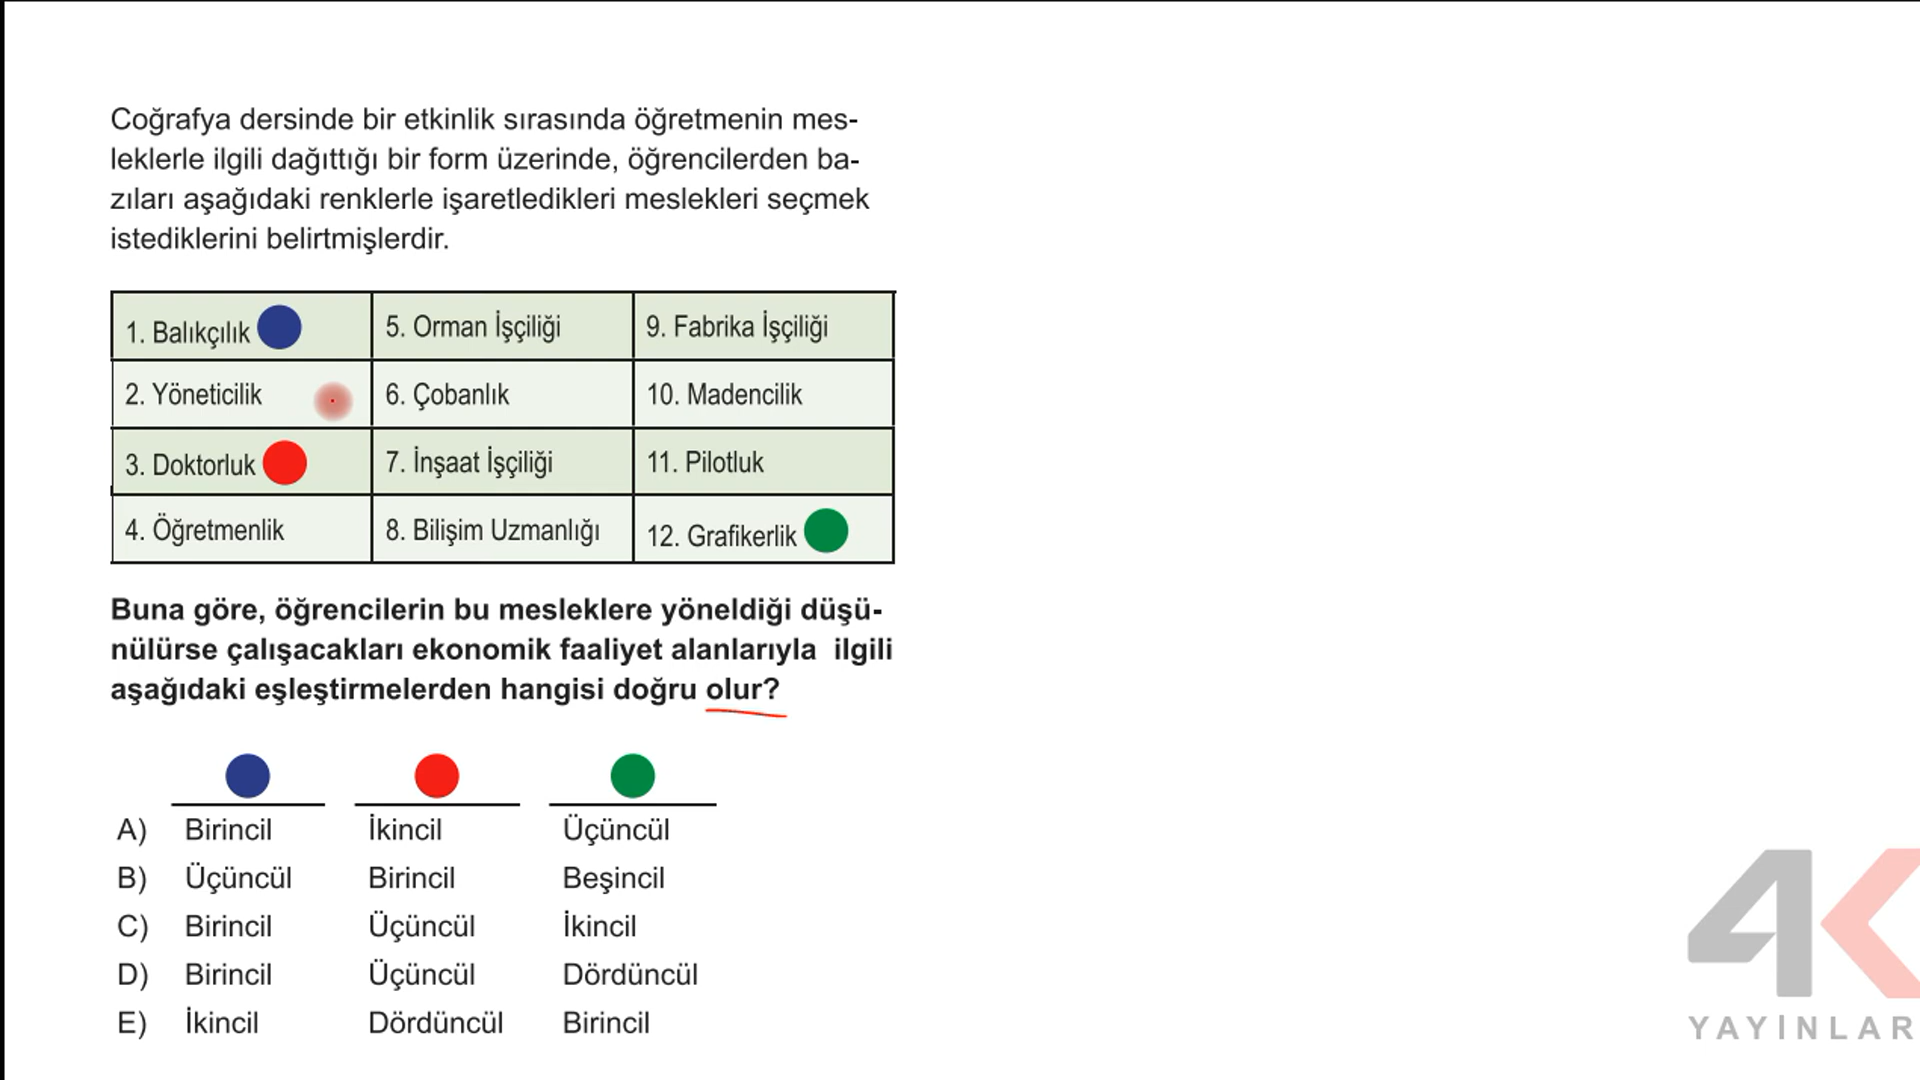 Coğrafya dersinde bir etkinlik sırasında öğretmenin mes-
leklerle ilgili dağıttığı bir form üzerinde, öğrencilerden ba-
zıları aşağıdaki renklerle işaretledikleri meslekleri seçmek
istediklerini belirtmişlerdir.
1. Balıkçılık 5. Orman İşçiliği 9. Fabrika İşçiliği
2. Yöneticilik 6. Çobanlık 10. Madencilik
3. Doktorluk 7. İnşaat İşçiliği 11. Pilotluk
4. Öğretmenlik 8. Bilişim Uzmanlığı 12. Grafikerlik
Buna göre, öğrencilerin bu mesleklere yöneldiği düşü-
nülürse çalışacakları ekonomik faaliyet alanlarıyla ilgili
aşağıdaki eşleştirmelerden hangisi doğru olur?
A) Birincil İkincil Üçüncül
B) Üçüncül Birincil Beşincil
C) Birincil Üçüncül İkincil
D) Birincil Üçüncül Dördüncül
E) İkincil Dördüncül Birincil
4K
YAYİNLAR